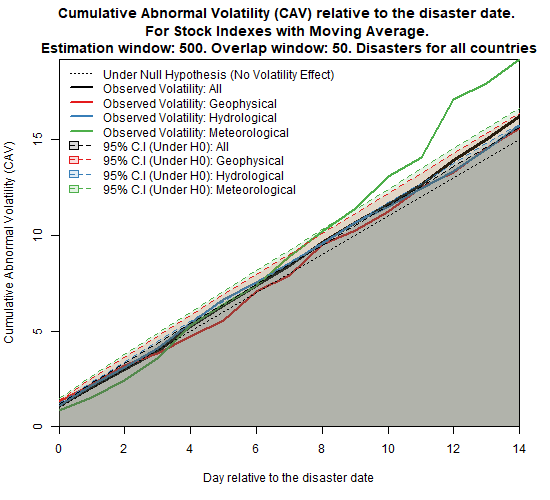 Cumulative Abnormal Volatility (CAV) relative to the disaster date.
For Stock Indexes with Moving Average.
Estimation window: 500. Overlap window: 50. Disasters for all countries
Under Null Hypothesis (No Volatility Effect)
Observed Volatility: All
Observed Volatility: Geophysical
Observed Volatility: Hydrological
Observed Volatility: Meteorological
95% C.I (Under H0): All
95% C.I (Under H0): Geophysical
95% C.I (Under H0): Hydrological
95% C.I (Under H0): Meteorological
Cumulative Abnormal Volatility (CAV)
15
10
5
0
0 2 4 6 8 10 12 14
Day relative to the disaster date